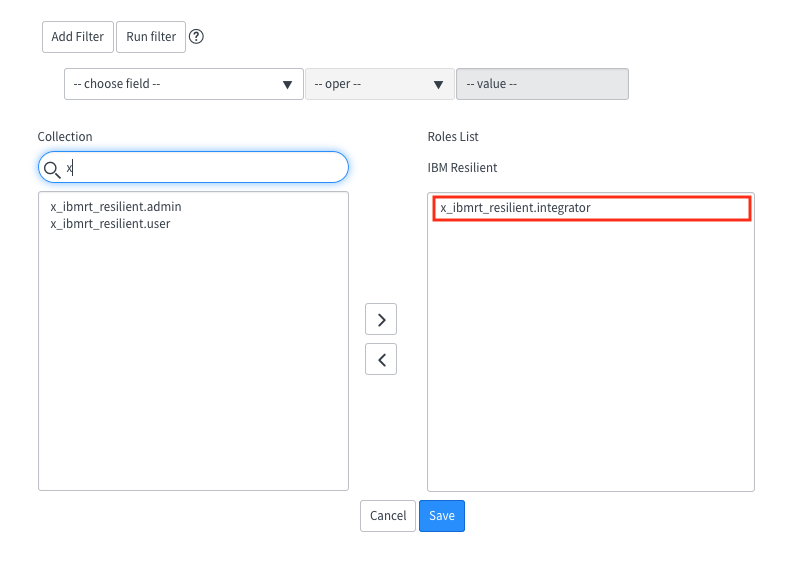 Add Filter Run filter ?
-- choose field -- -- oper -- -- value --
Collection
x
x_ibmrt_resilient.admin
x_ibmrt_resilient.user
Roles List
IBM Resilient
x_ibmrt_resilient.integrator
Cancel Save